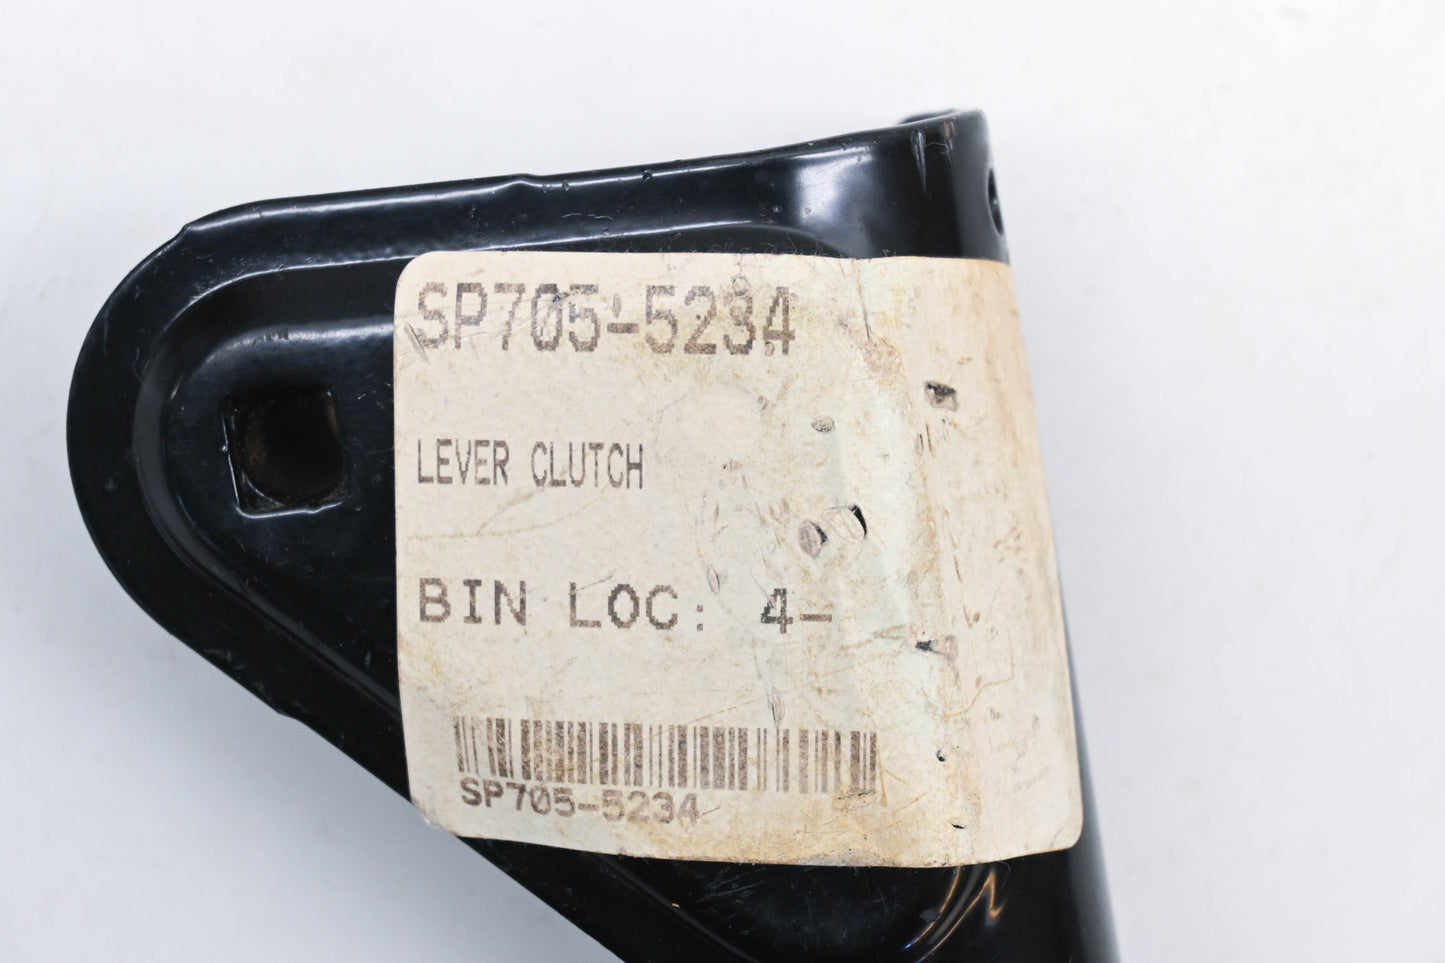 SP705-5234
LEVER CLUTCH
BIN LOC: 4-
SP705-5234